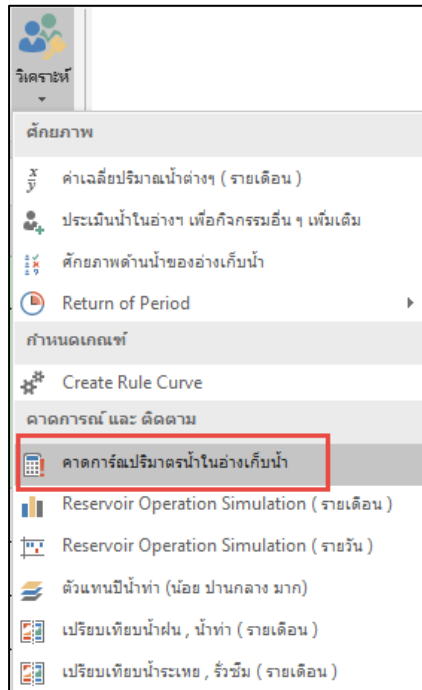 วิเคราะห์
ศักยภาพ
x
y
ค่าเฉลี่ยปริมาณน้ำต่างๆ ( รายเดือน )
ประเมินน้ำในอ่างฯ เพื่อกิจกรรมอื่น ๆ เพิ่มเติม
ศักยภาพด้านน้ำของอ่างเก็บน้ำ
Return of Period
กำหนดเกณฑ์
Create Rule Curve
คาดการณ์ และ ติดตาม
คาดการ์ณปริมาตรน้ำในอ่างเก็บน้ำ
Reservoir Operation Simulation ( รายเดือน )
Reservoir Operation Simulation ( รายวัน )
ตัวแทนปีน้ำท่า (น้อย ปานกลาง มาก)
เปรียบเทียบน้ำฝน , น้ำท่า ( รายเดือน )
เปรียบเทียบน้ำระเหย , รั่วซึม ( รายเดือน )